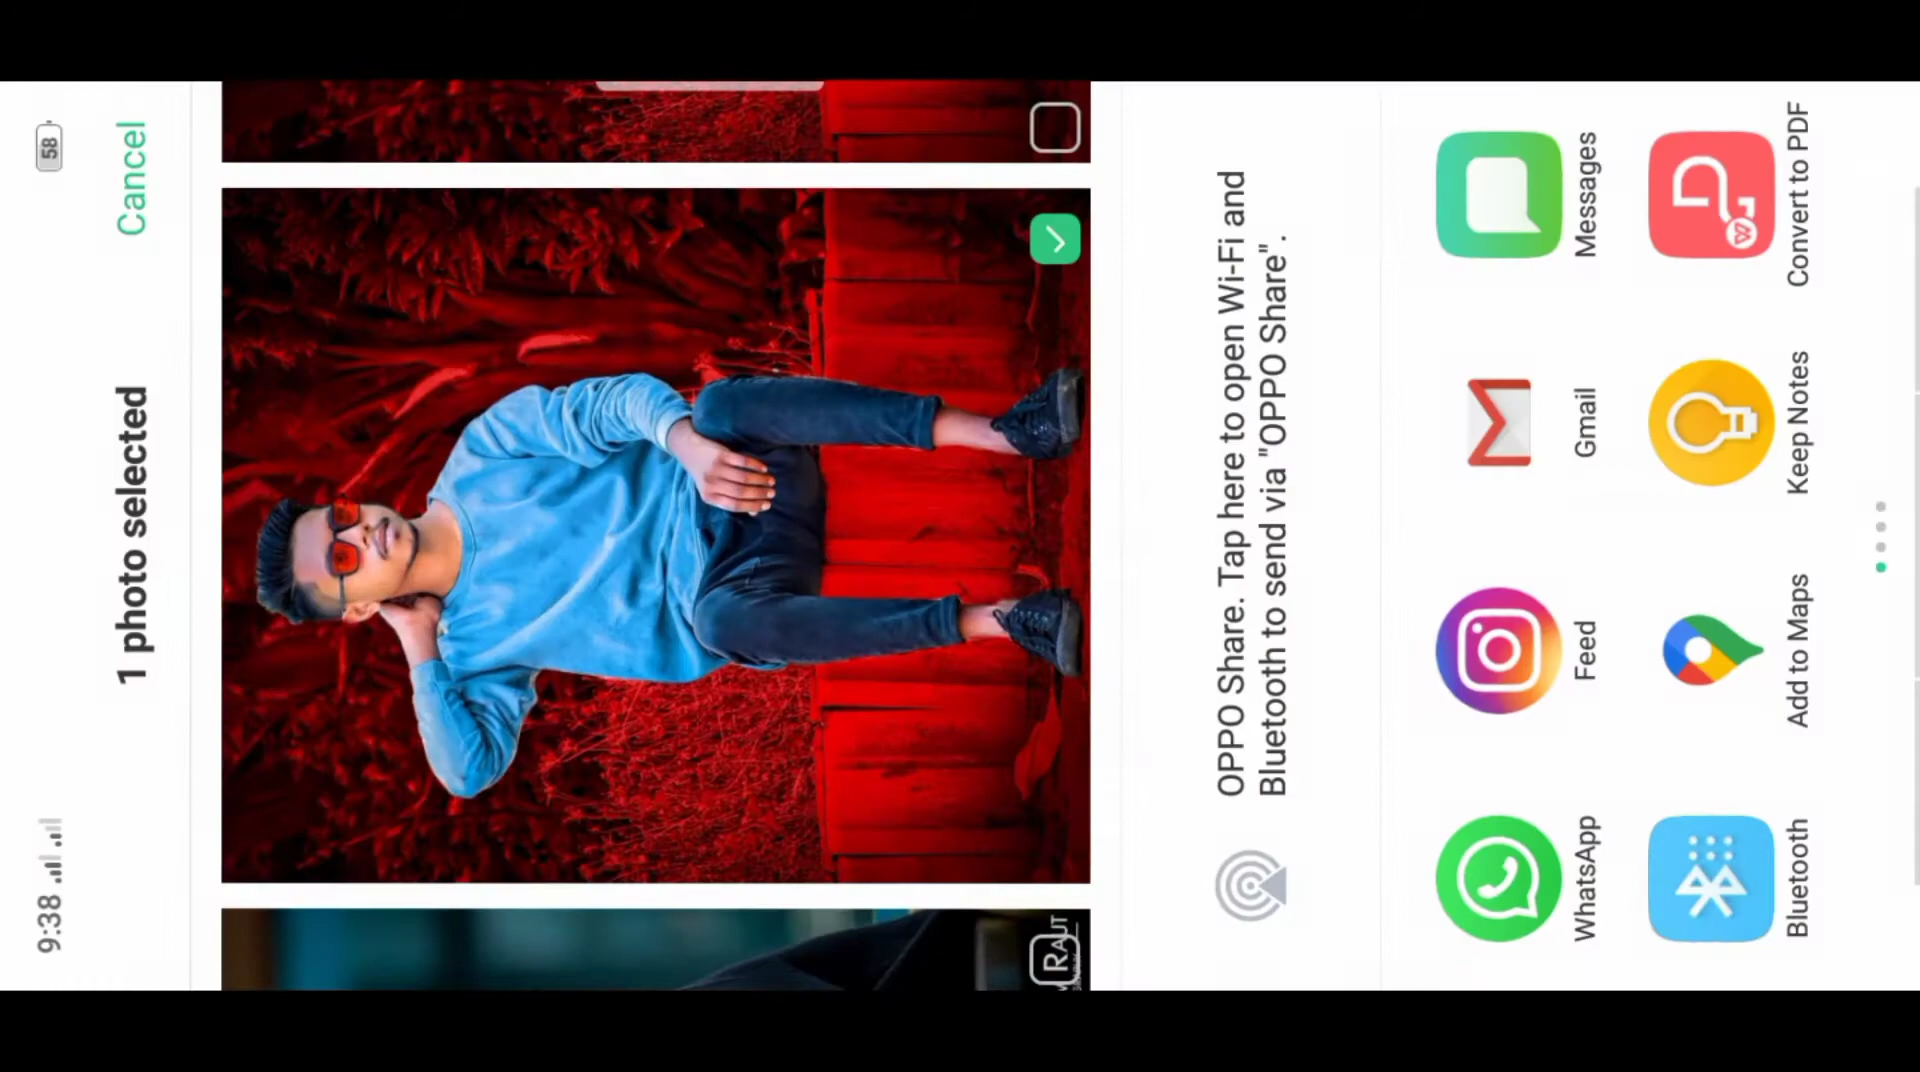 9:38
58
1 photo selected
Cancel
RAUT
OPPO Share. Tap here to open Wi-Fi and
Bluetooth to send via "OPPO Share".
WhatsApp
Feed
Gmail
Messages
Bluetooth
Add to Maps
Keep Notes
Convert to PDF